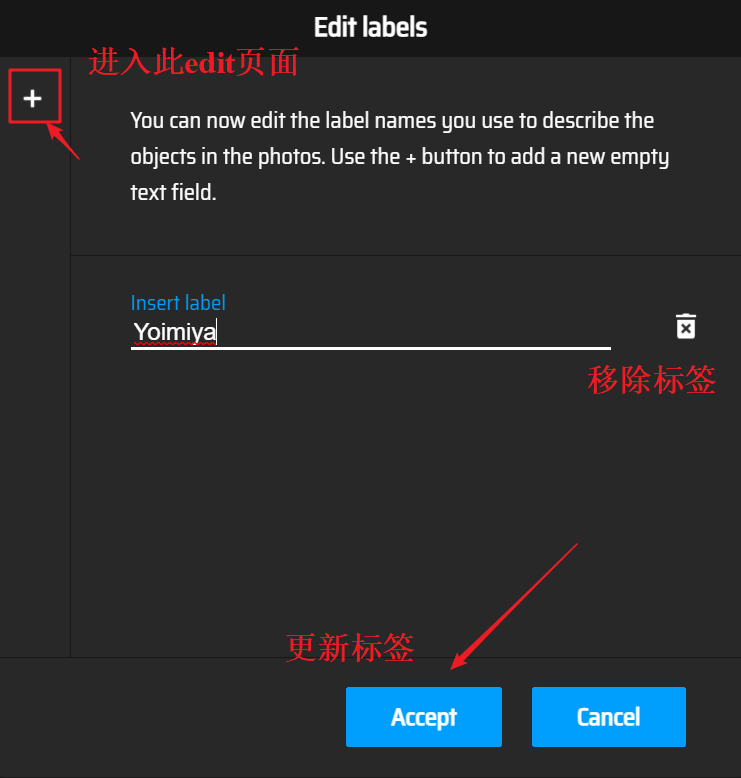 Edit labels
进入此edit页面
+
You can now edit the label names you use to describe the
objects in the photos. Use the + button to add a new empty
text field.
Insert label
Yoimiya
移除标签
更新标签
Accept
Cancel